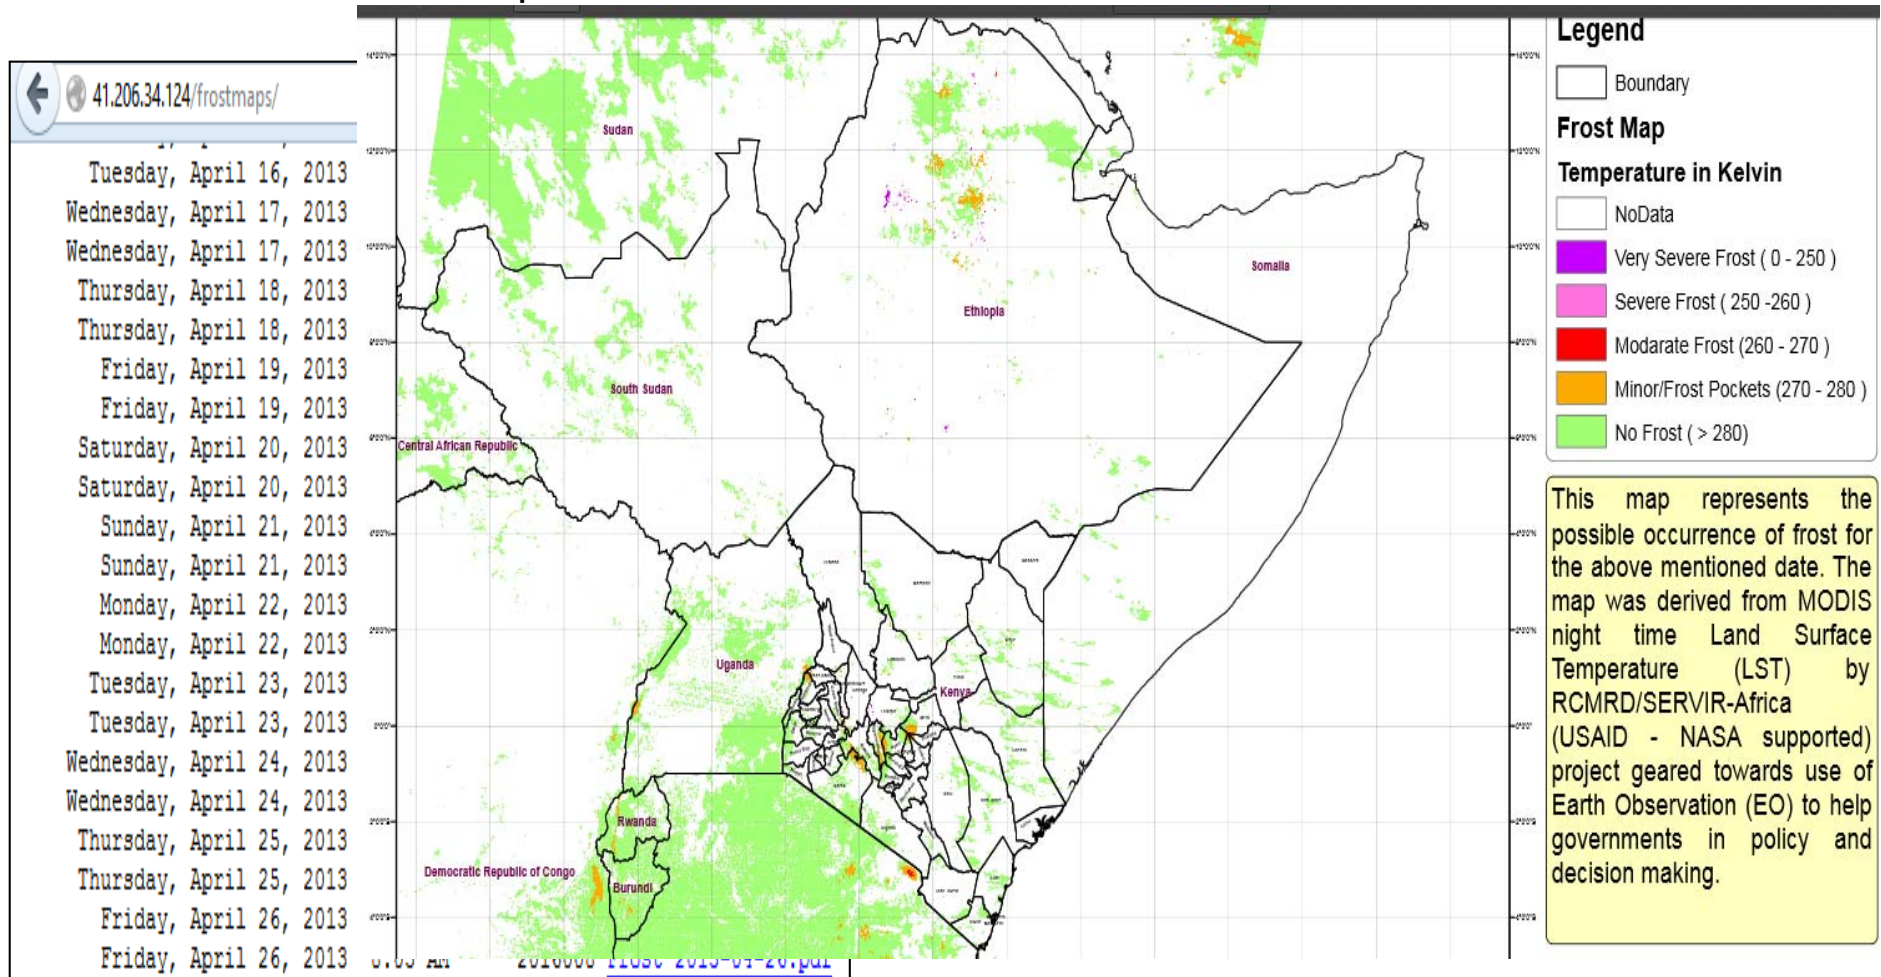 41.206.34.124/frostmaps/
Tuesday, April 16, 2013
Wednesday, April 17, 2013
Wednesday, April 17, 2013
Thursday, April 18, 2013
Thursday, April 18, 2013
Friday, April 19, 2013
Friday, April 19, 2013
Saturday, April 20, 2013
Saturday, April 20, 2013
Sunday, April 21, 2013
Sunday, April 21, 2013
Monday, April 22, 2013
Monday, April 22, 2013
Tuesday, April 23, 2013
Tuesday, April 23, 2013
Wednesday, April 24, 2013
Wednesday, April 24, 2013
Thursday, April 25, 2013
Thursday, April 25, 2013
Friday, April 26, 2013
Friday, April 26, 2013
Sudan
Somalia
Ethiopia
South Sudan
Central African Republic
Uganda
Kenya
Rwanda
Democratic Republic of Congo
Burundi
Legend
Boundary
Frost Map
Temperature in Kelvin
NoData
Very Severe Frost ( 0 - 250 )
Severe Frost ( 250 -260 )
Modarate Frost (260 - 270 )
Minor/Frost Pockets (270 - 280 )
No Frost ( > 280)
This map represents the
possible occurrence of frost for
the above mentioned date. The
map was derived from MODIS
night time Land Surface
Temperature (LST) by
RCMRD/SERVIR-Africa
(USAID - NASA supported)
project geared towards use of
Earth Observation (EO) to help
governments in policy and
decision making.